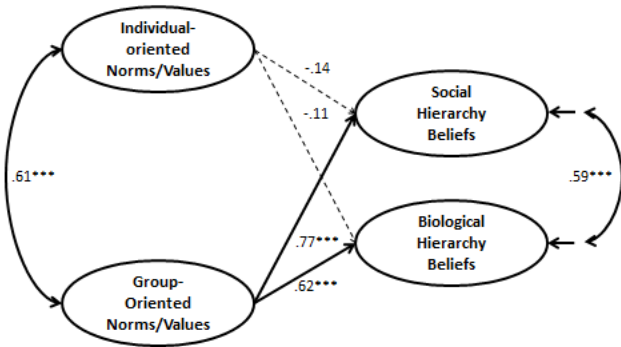 Individual-
oriented
Norms/Values
-.14
-.11
Social
Hierarchy
Beliefs
.61***
.59***
Biological
Hierarchy
Beliefs
.77***
.62***
Group-
Oriented
Norms/Values